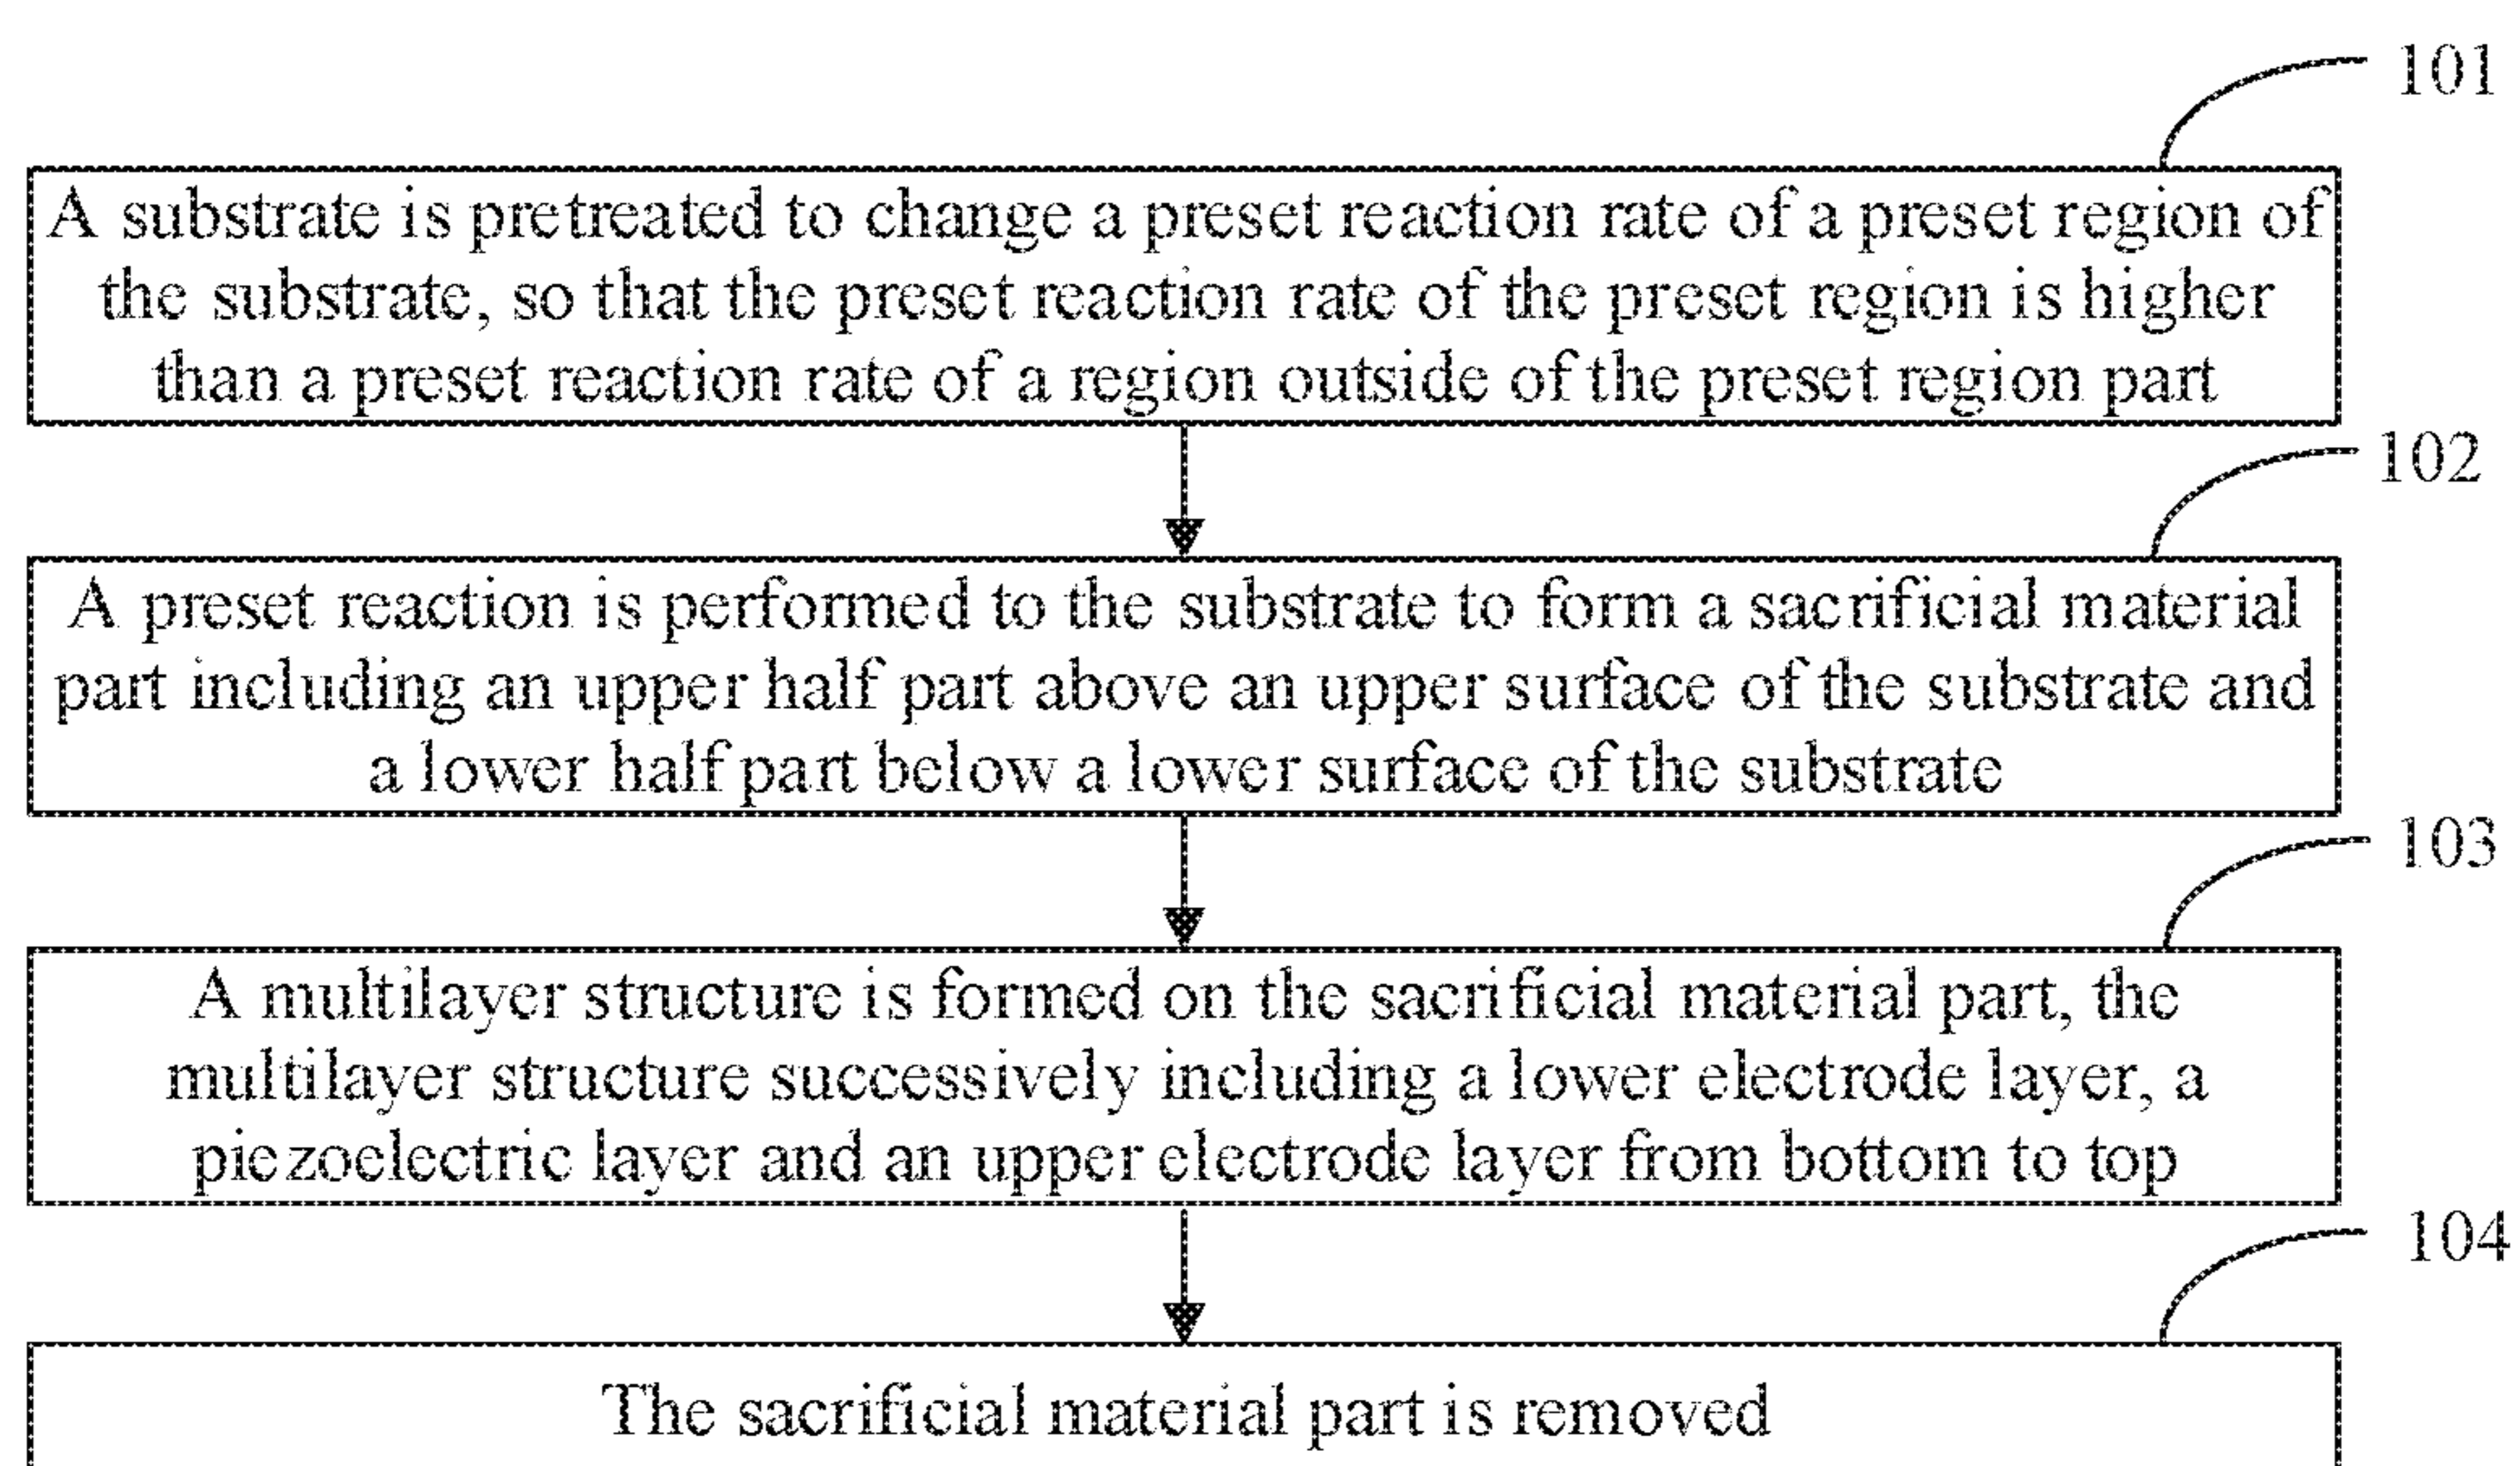 101
A substrate is pretreated to change a preset reaction rate of a preset region of
the substrate, so that the preset reaction rate of the preset region is higher
than a preset reaction rate of a region outside of the preset region part
102
A preset reaction is performed to the substrate to form a sacrificial material
part including an upper half part above an upper surface of the substrate and
a lower half part below a lower surface of the substrate
103
A multilayer structure is formed on the sacrificial material part, the
multilayer structure successively including a lower electrode layer, a
piezoelectric layer and an upper electrode layer from bottom to top
104
The sacrificial material part is removed